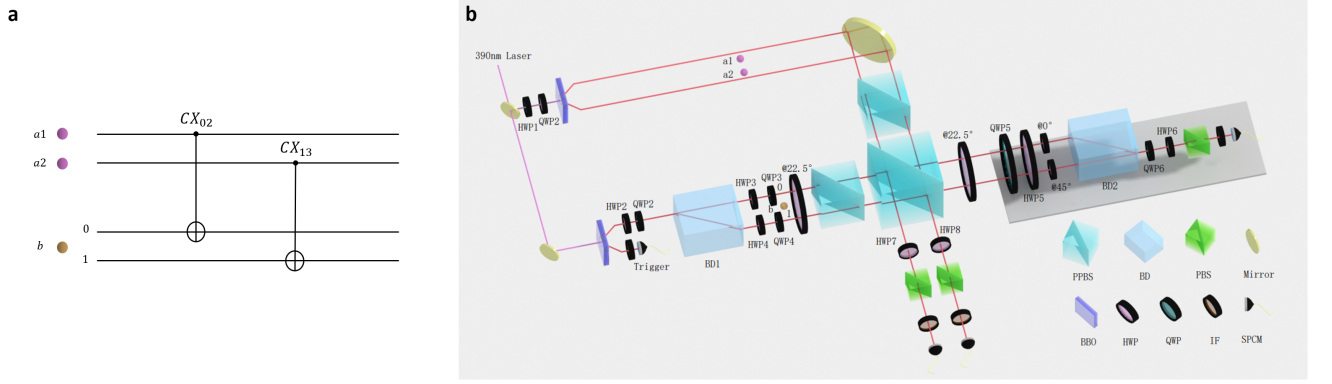 a
b
a1
a2
b
CX₀₂
CX₁₃
0
1
390nm Laser
a1
a2
HWP1
QWP2
HWP2
QWP2
Trigger
BD1
HWP3
QWP3
0
b
1
HWP4
QWP4
@22.5°
@22.5°
HWP7
HWP8
QWP5
HWP5
@0°
@45°
BD2
QWP6
HWP6
PPBS
BD
PBS
Mirror
BBO
HWP
QWP
IF
SPCM